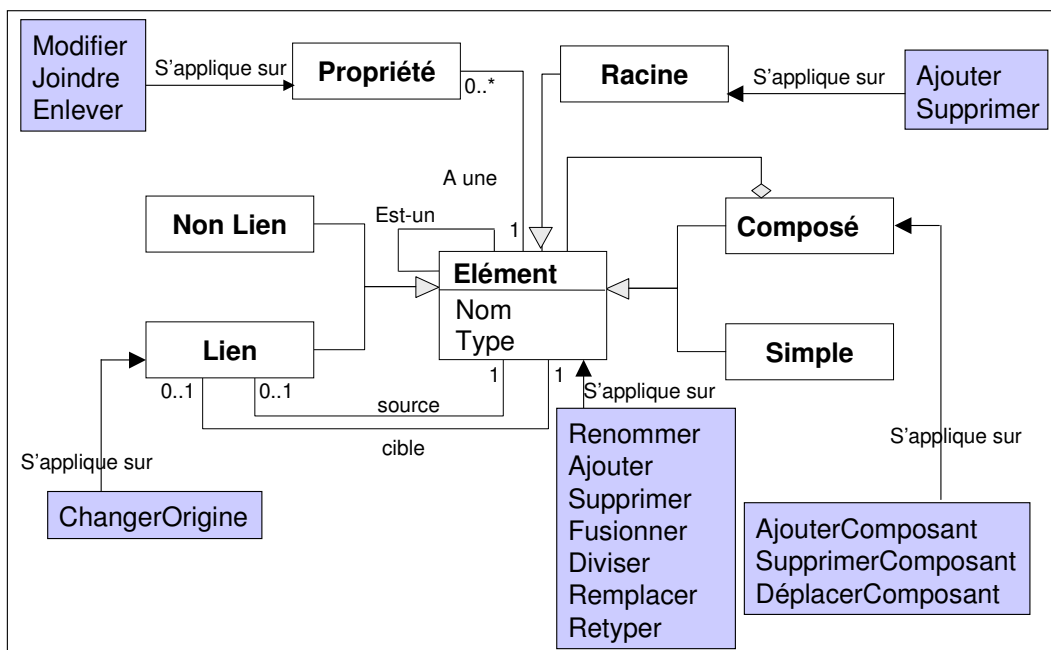 Modifier
Joindre
Enlever
S'applique sur
Propriété
0..*
Racine
S'applique sur
Ajouter
Supprimer
A une
1
Est-un
Non Lien
Elément
Nom
Type
Composé
Lien
Simple
0..1
0..1
1
1
source
cible
S'applique sur
ChangerOrigine
S'applique sur
Renommer
Ajouter
Supprimer
Fusionner
Diviser
Remplacer
Retyper
S'applique sur
AjouterComposant
SupprimerComposant
DéplacerComposant